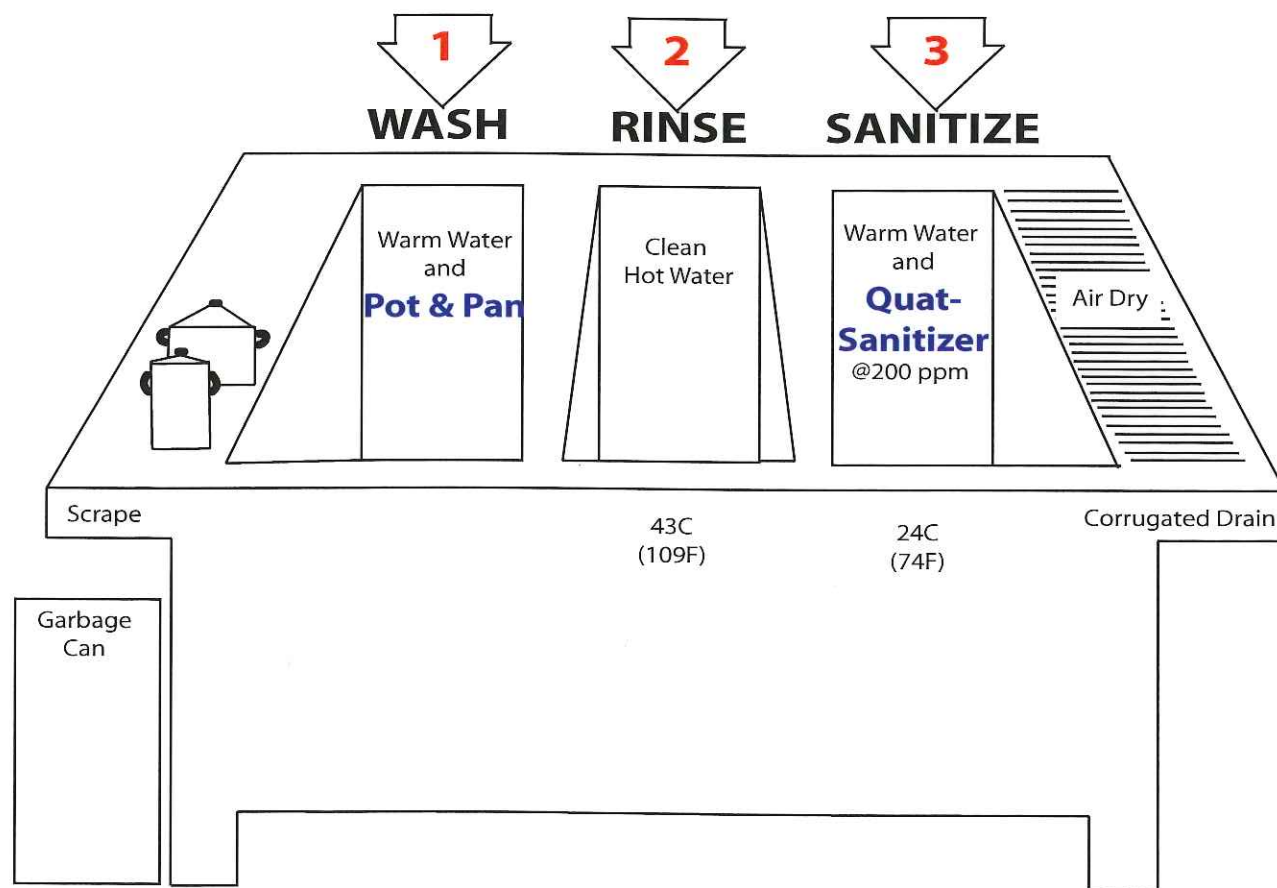 1
2
3
WASH
RINSE
SANITIZE
Warm Water
and
Pot & Pan
Clean
Hot Water
Warm Water
and
Quat-
Sanitizer
@200 ppm
Air Dry
Scrape
43C
(109F)
24C
(74F)
Corrugated Drain
Garbage
Can